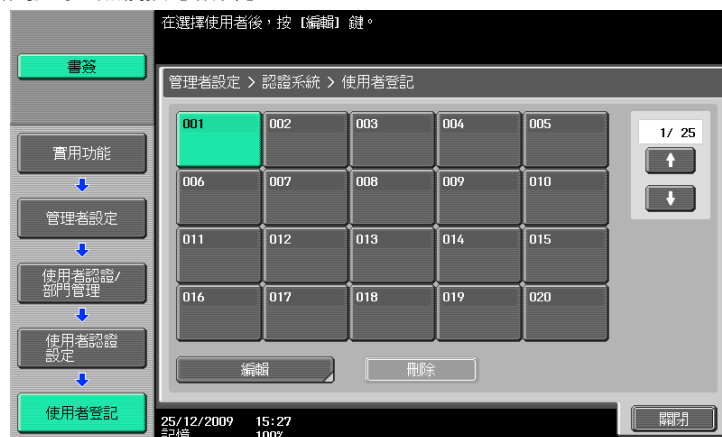 在選擇使用者後，按【編輯】鍵。
書簽
管理者設定 > 認證系統 > 使用者登記
001 002 003 004 005
1/ 25
實用功能
006 007 008 009 010
管理者設定
011 012 013 014 015
使用者認證/
部門管理
016 017 018 019 020
使用者認證
設定
編輯 刪除
使用者登記
25/12/2009 15:27
關閉
記憶 100%